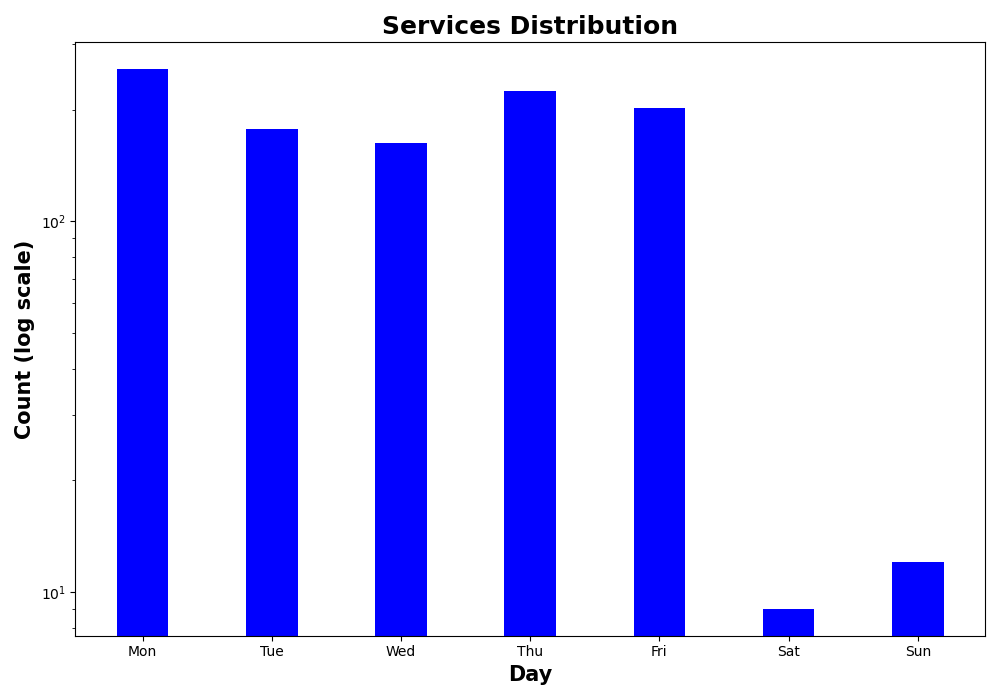 Services Distribution
Count (log scale)
10²
10¹
Mon Tue Wed Thu Fri Sat Sun
Day